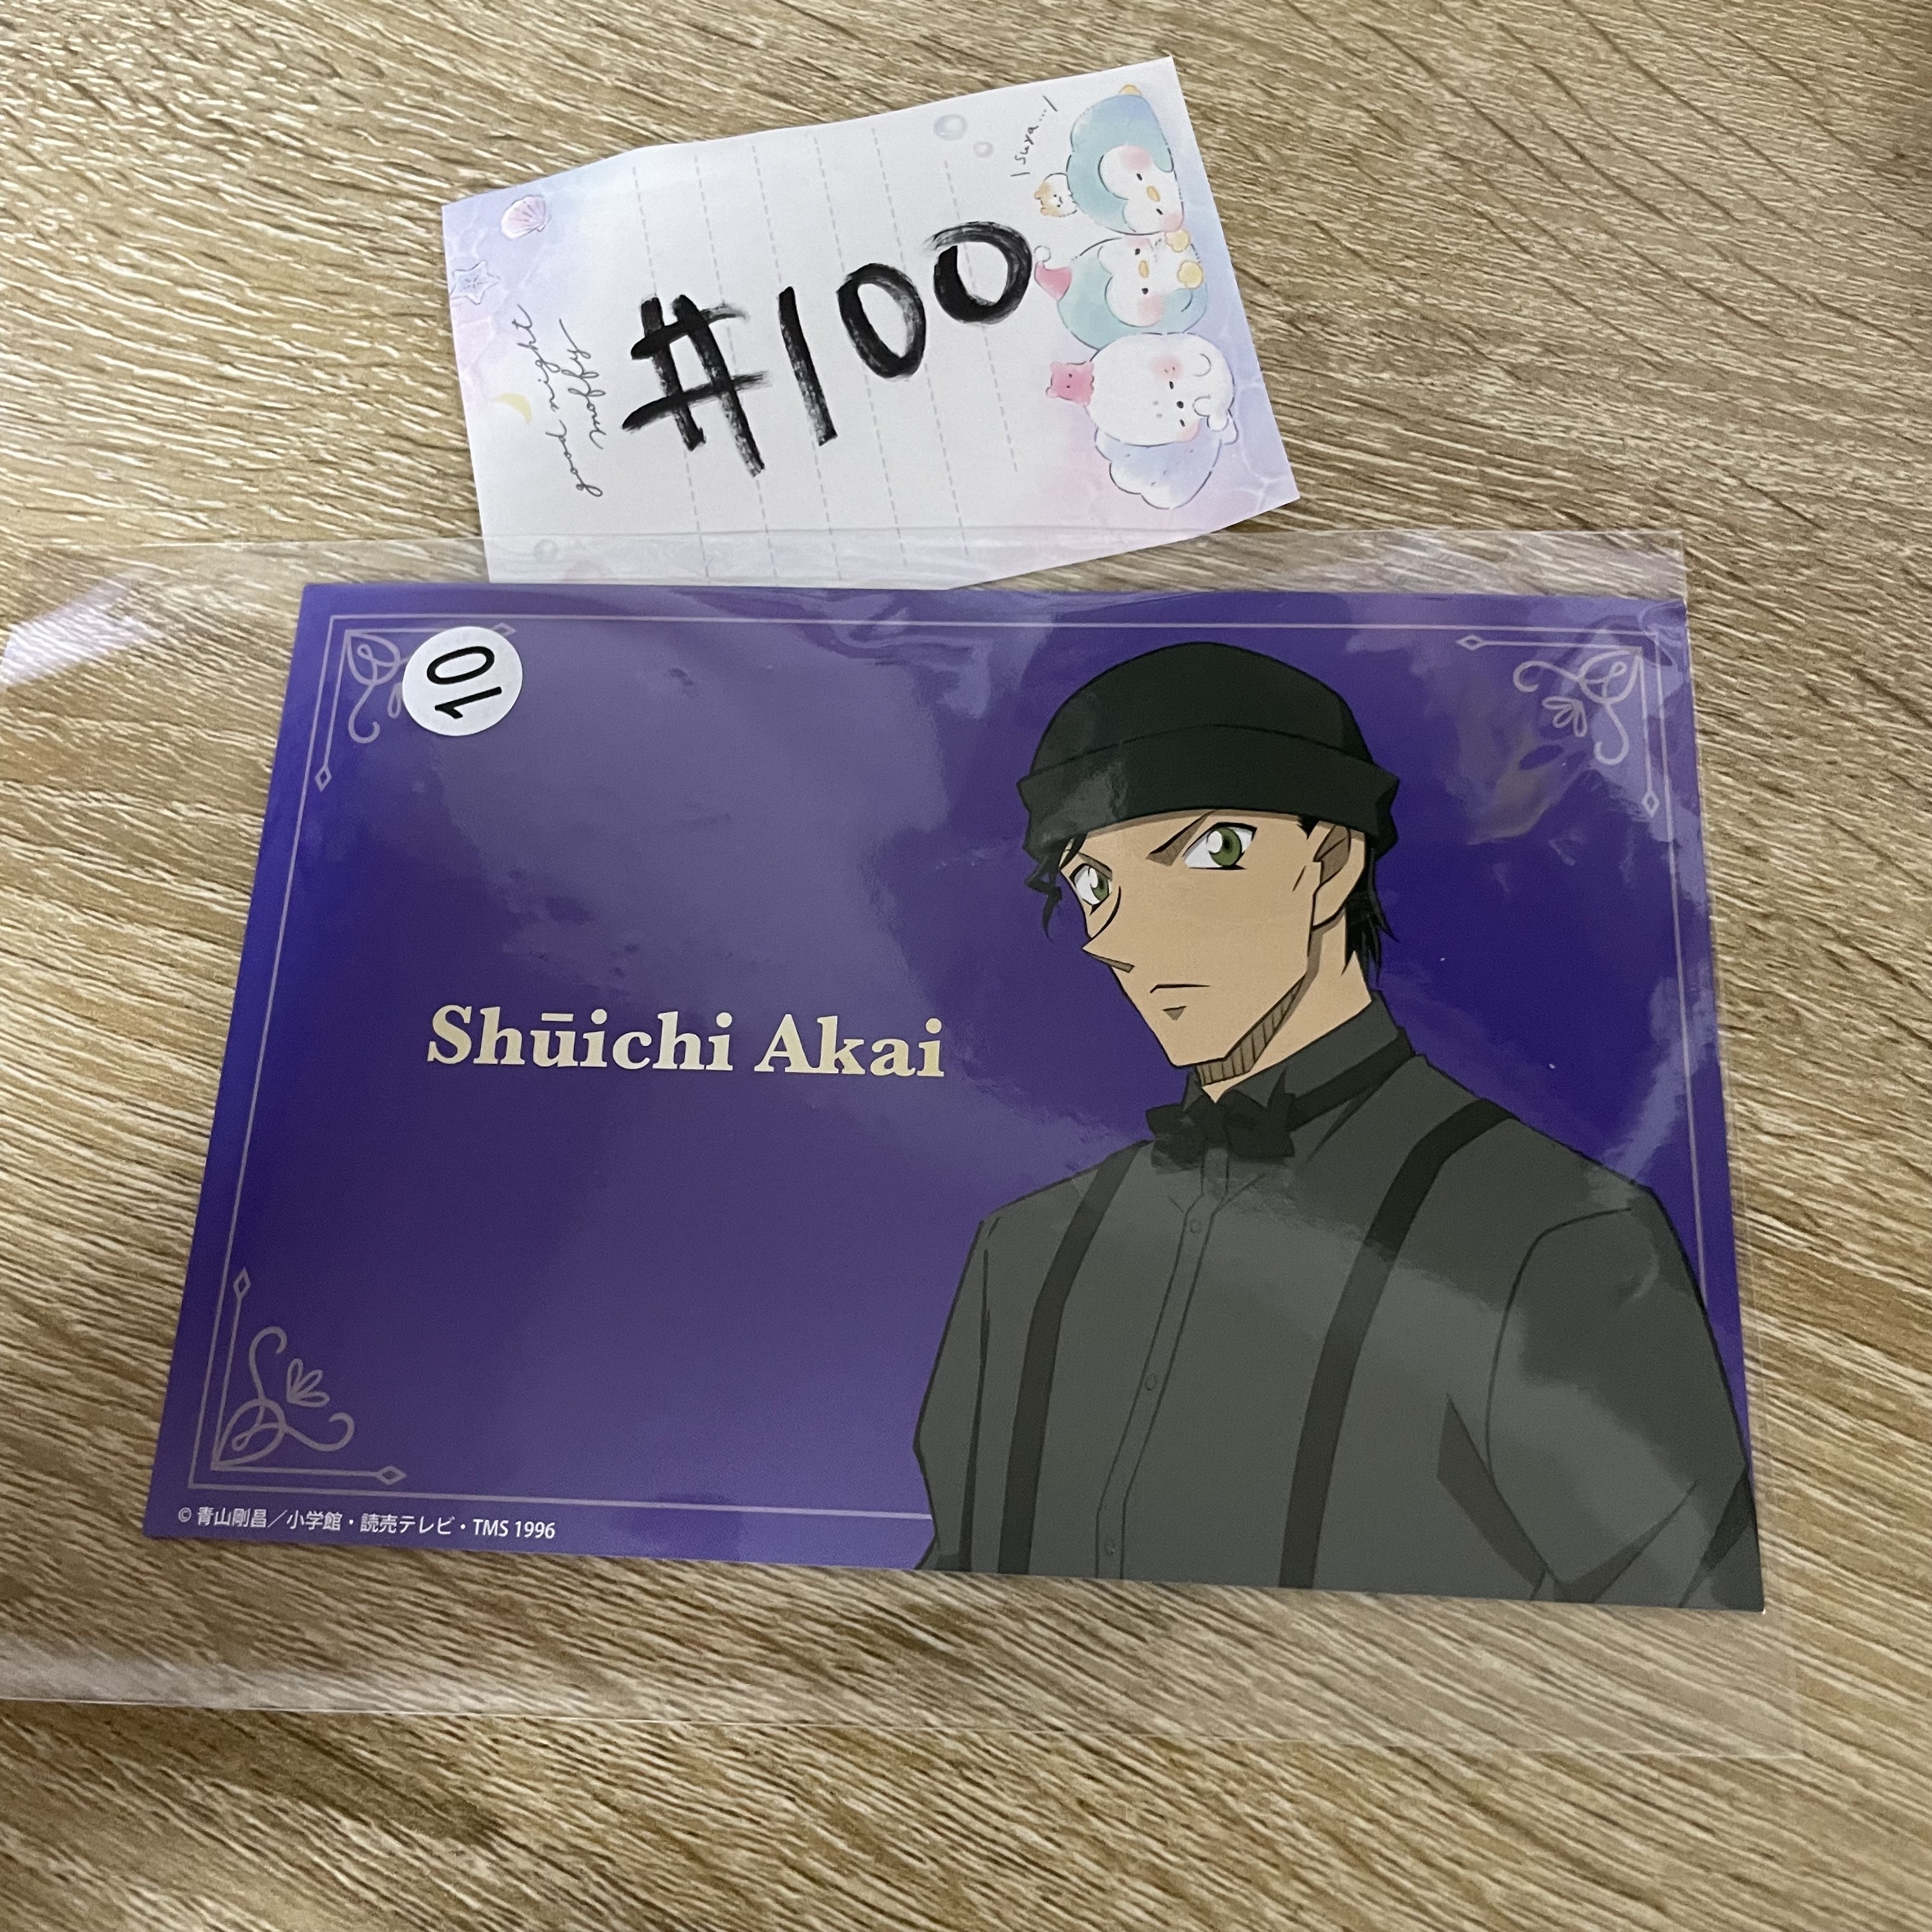 \ suya.... /
#100
good night
snoffy
10
Shūichi Akai
© 青山剛昌／小学館・読売テレビ・TMS 1996